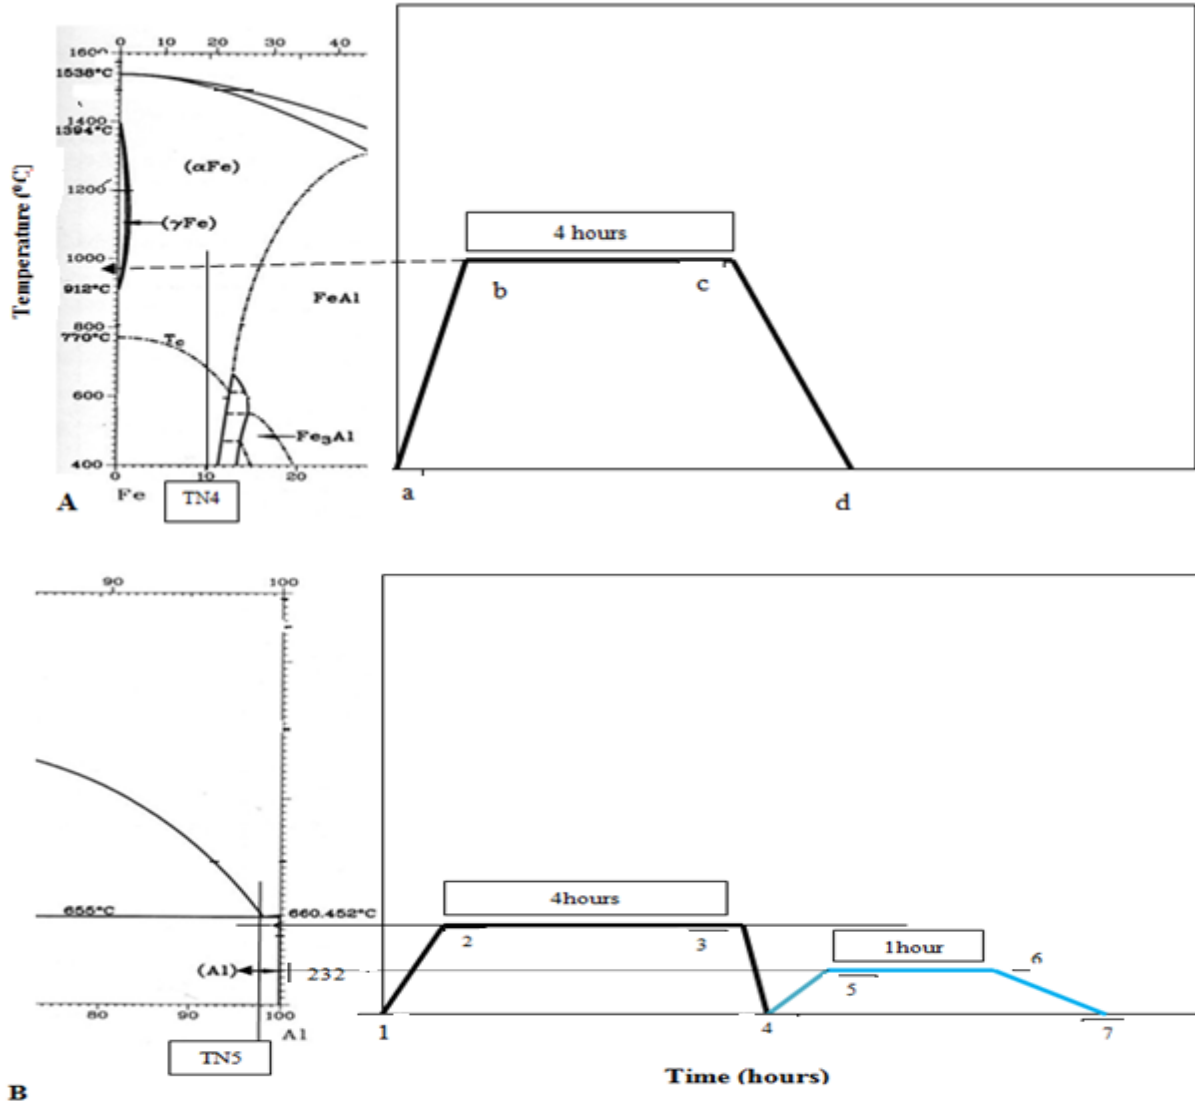 0 10 20 30 40
1600
1538°C
1400
1394°C
(αFe)
1200
(γFe)
4 hours
1000
b c
912°C
FeAl
800
770°C
Tc
600
Fe3Al
400
0 10 20
Fe
A
TN4
a d
Temperature (°C)
90 100
4hours
655°C
660.452°C
2 3
1hour
6
(Al)
232
5
80 90 100
Al
1 4 7
TN5
Time (hours)
B